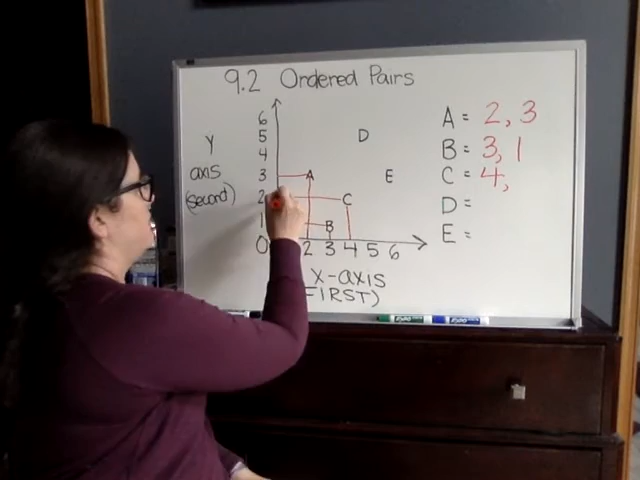 9.2 Ordered Pairs
A = 2, 3
B = 3, 1
C = 4,
D =
E =
Y
axis
(second)
6
5
4
3
2
1
0
D
A
E
C
B
2 3 4 5 6
X-axis
FIRST)